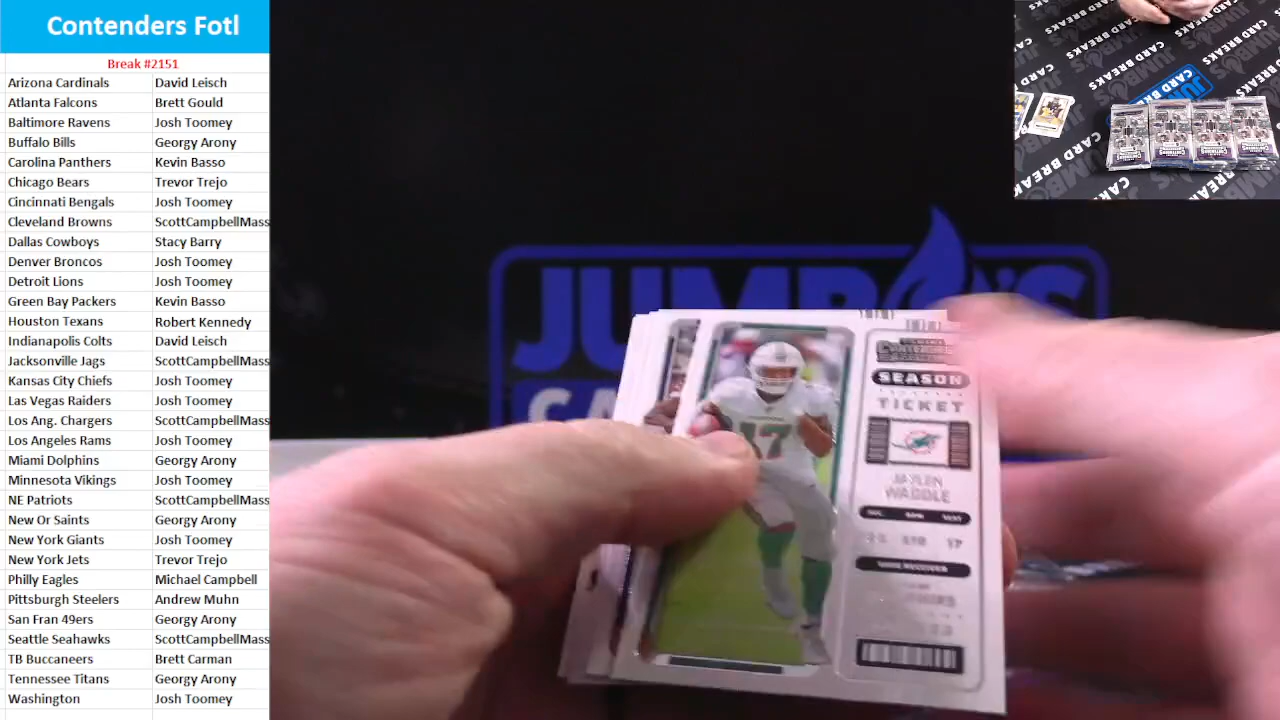 Contenders Fotl
Break #2151
Arizona Cardinals David Leisch
Atlanta Falcons Brett Gould
Baltimore Ravens Josh Toomey
Buffalo Bills Georgy Arony
Carolina Panthers Kevin Basso
Chicago Bears Trevor Trejo
Cincinnati Bengals Josh Toomey
Cleveland Browns ScottCampbellMass
Dallas Cowboys Stacy Barry
Denver Broncos Josh Toomey
Detroit Lions Josh Toomey
Green Bay Packers Kevin Basso
Houston Texans Robert Kennedy
Indianapolis Colts David Leisch
Jacksonville Jags ScottCampbellMass
Kansas City Chiefs Josh Toomey
Las Vegas Raiders Josh Toomey
Los Ang. Chargers ScottCampbellMass
Los Angeles Rams Josh Toomey
Miami Dolphins Georgy Arony
Minnesota Vikings Josh Toomey
NE Patriots ScottCampbellMass
New Or Saints Georgy Arony
New York Giants Josh Toomey
New York Jets Trevor Trejo
Philly Eagles Michael Campbell
Pittsburgh Steelers Andrew Muhn
San Fran 49ers Georgy Arony
Seattle Seahawks ScottCampbellMass
TB Buccaneers Brett Carman
Tennessee Titans Georgy Arony
Washington Josh Toomey
SEASON
TICKET
JAYLEN
WADDLE
17
17
CARD BREAKS
CARD BREAKS
CARD BREAKS